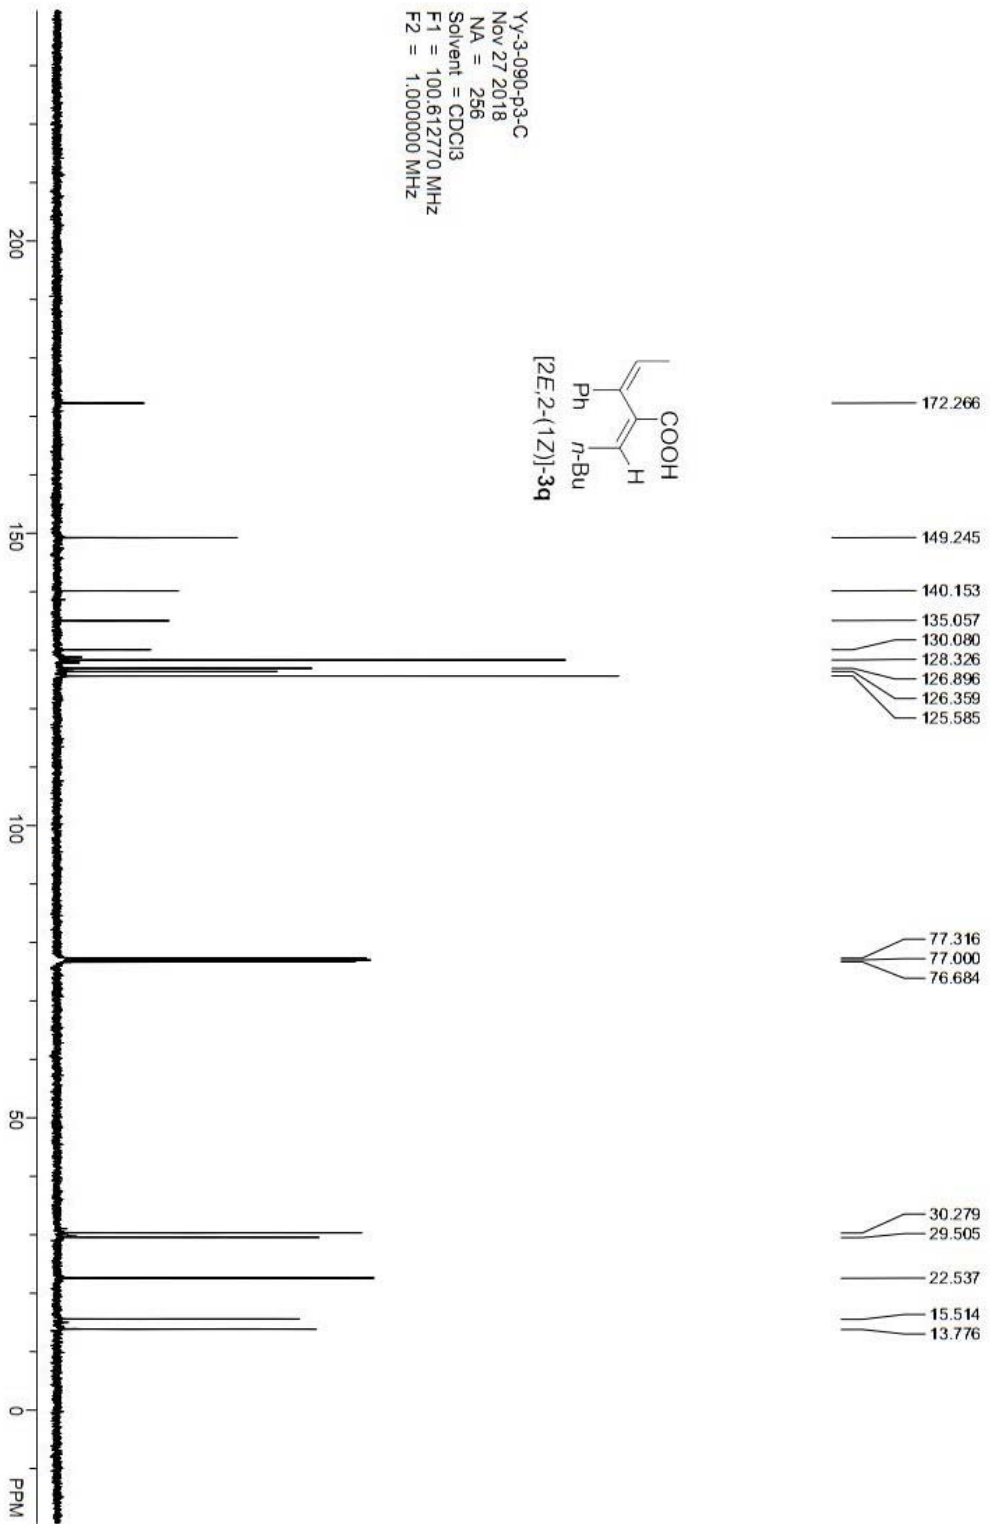 Yy-3-090-p3-C
Nov 27 2018
NA = 256
Solvent = CDCl3
F1 = 100.612770 MHz
F2 = 1.000000 MHz
COOH
H
Ph
n-Bu
[2E,2-(1Z)]-3q
172.266
149.245
140.153
135.057
130.080
128.326
126.896
126.359
125.585
77.316
77.000
76.684
30.279
29.505
22.537
15.514
13.776
200
150
100
50
0
PPM